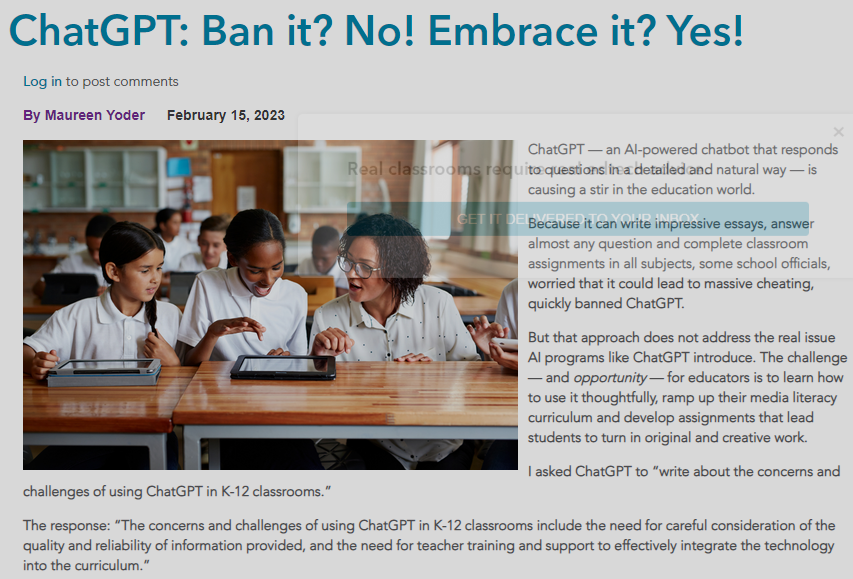 ChatGPT: Ban it? No! Embrace it? Yes!
Log in to post comments
By Maureen Yoder February 15, 2023
ChatGPT — an AI-powered chatbot that responds
to questions in a detailed and natural way — is
causing a stir in the education world.
Real classrooms require
GET IT DELIVERED TO YOUR INBOX
Because it can write impressive essays, answer
almost any question and complete classroom
assignments in all subjects, some school officials,
worried that it could lead to massive cheating,
quickly banned ChatGPT.
But that approach does not address the real issue
AI programs like ChatGPT introduce. The challenge
— and opportunity — for educators is to learn how
to use it thoughtfully, ramp up their media literacy
curriculum and develop assignments that lead
students to turn in original and creative work.
I asked ChatGPT to “write about the concerns and
challenges of using ChatGPT in K-12 classrooms.”
The response: “The concerns and challenges of using ChatGPT in K-12 classrooms include the need for careful consideration of the
quality and reliability of information provided, and the need for teacher training and support to effectively integrate the technology
into the curriculum.”